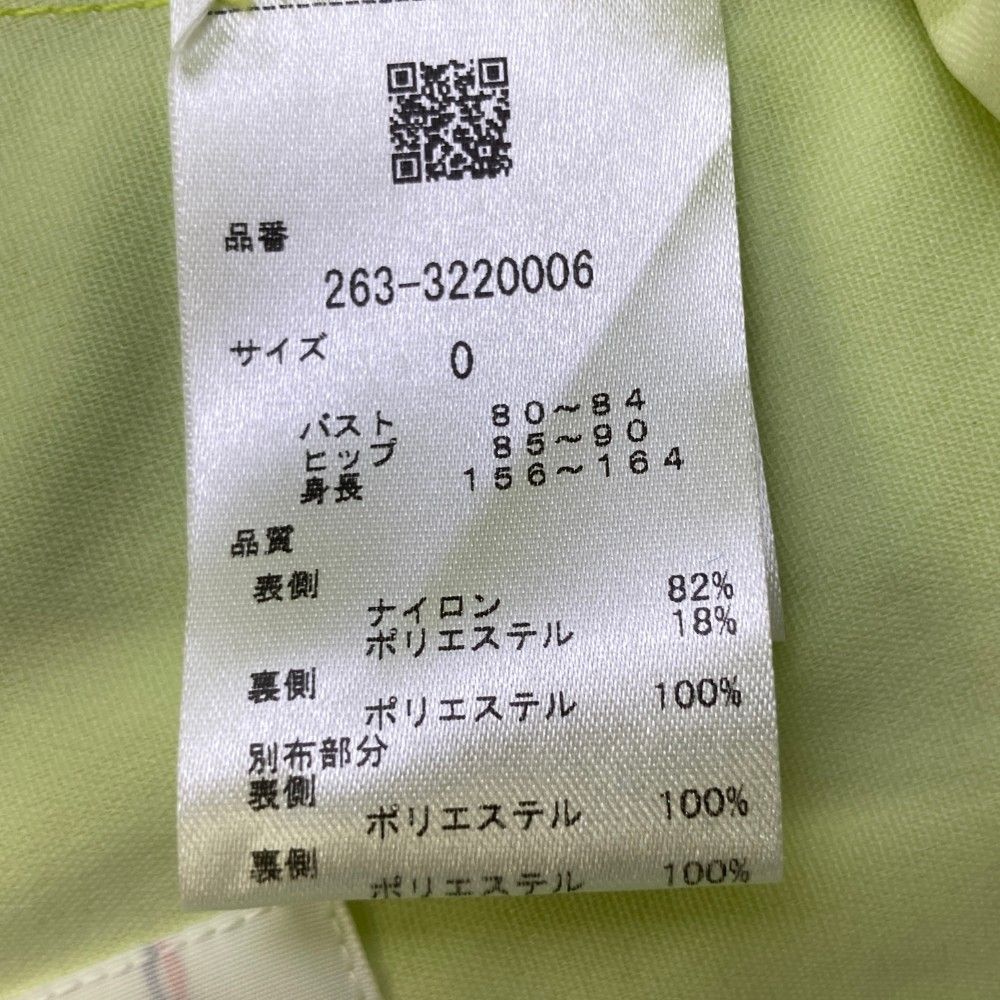 品番
263-3220006
サイズ 0
バスト 80～84
ヒップ 85～90
身長 156～164
品質
表側
ナイロン 82%
ポリエステル 18%
裏側
ポリエステル 100%
別布部分
表側
ポリエステル 100%
裏側
ポリエステル 100%